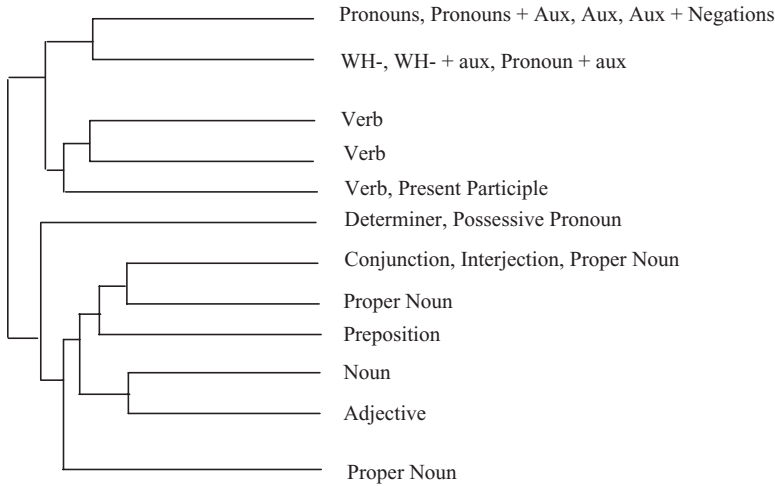 Pronouns, Pronouns + Aux, Aux, Aux + Negations
WH-, WH- + aux, Pronoun + aux
Verb
Verb
Verb, Present Participle
Determiner, Possessive Pronoun
Conjunction, Interjection, Proper Noun
Proper Noun
Preposition
Noun
Adjective
Proper Noun